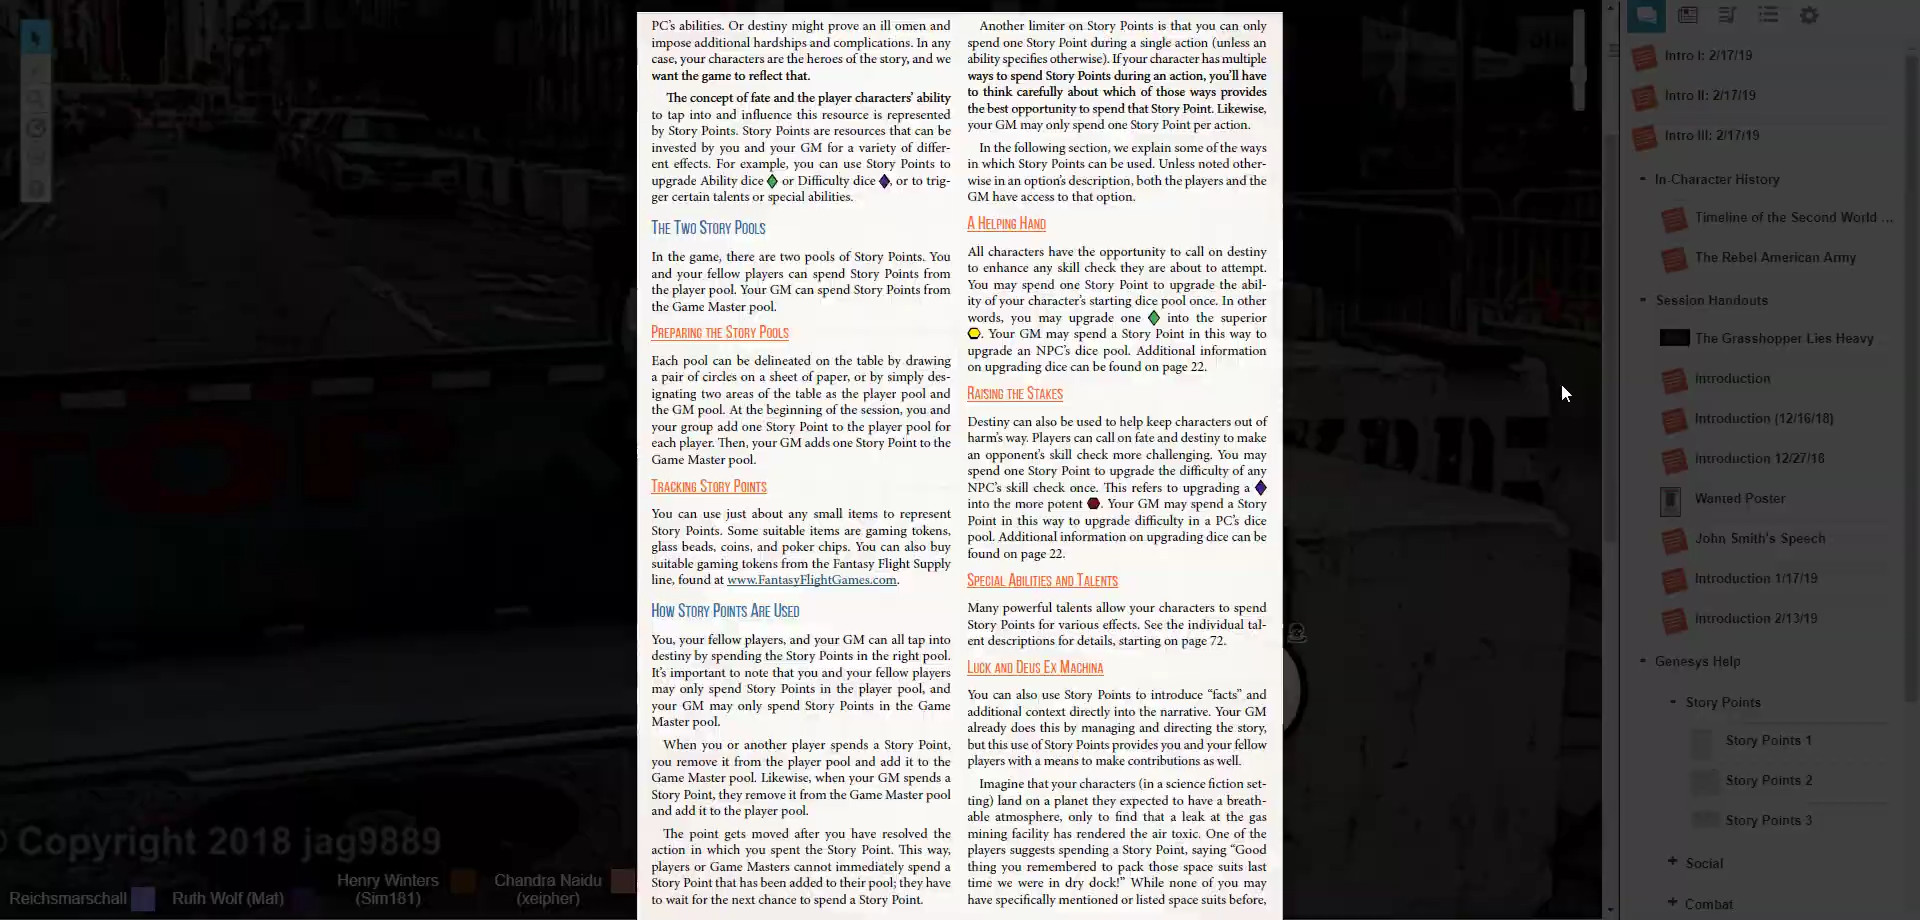 PC's abilities. Or destiny might prove an ill omen and
impose additional hardships and complications. In any
case, your characters are the heroes of the story, and we
want the game to reflect that.
The concept of fate and the player characters' ability
to tap into and influence this resource is represented
by Story Points. Story Points are resources that can be
invested by you and your GM for a variety of differ-
ent effects. For example, you can use Story Points to
upgrade Ability dice or Difficulty dice , or to trig-
ger certain talents or special abilities.
The Two Story Pools
In the game, there are two pools of Story Points. You
and your fellow players can spend Story Points from
the player pool. Your GM can spend Story Points from
the Game Master pool.
Preparing the Story Pools
Each pool can be delineated on the table by drawing
a pair of circles on a sheet of paper, or by simply des-
ignating two areas of the table as the player pool and
the GM pool. At the beginning of the session, you and
your group add one Story Point to the player pool for
each player. Then, your GM adds one Story Point to the
Game Master pool.
Tracking Story Points
You can use just about any small items to represent
Story Points. Some suitable items are gaming tokens,
glass beads, coins, and poker chips. You can also buy
suitable gaming tokens from the Fantasy Flight Supply
line, found at www.FantasyFlightGames.com.
How Story Points Are Used
You, your fellow players, and your GM can all tap into
destiny by spending the Story Points in the right pool.
It's important to note that you and your fellow players
may only spend Story Points in the player pool, and
your GM may only spend Story Points in the Game
Master pool.
When you or another player spends a Story Point,
you remove it from the player pool and add it to the
Game Master pool. Likewise, when your GM spends a
Story Point, they remove it from the Game Master pool
and add it to the player pool.
The point gets moved after you have resolved the
action in which you spent the Story Point. This way,
players or Game Masters cannot immediately spend a
Story Point that has been added to their pool; they have
to wait for the next chance to spend a Story Point.
Another limiter on Story Points is that you can only
spend one Story Point during a single action (unless an
ability specifies otherwise). If your character has multiple
ways to spend Story Points during an action, you'll have
to think carefully about which of those ways provides
the best opportunity to spend that Story Point. Likewise,
your GM may only spend one Story Point per action.
In the following section, we explain some of the ways
in which Story Points can be used. Unless noted other-
wise in an option's description, both the players and the
GM have access to that option.
A Helping Hand
All characters have the opportunity to call on destiny
to enhance any skill check they are about to attempt.
You may spend one Story Point to upgrade the abil-
ity of your character's starting dice pool once. In other
words, you may upgrade one into the superior
. Your GM may spend a Story Point in this way to
upgrade an NPC's dice pool. Additional information
on upgrading dice can be found on page 22.
Raising the Stakes
Destiny can also be used to help keep characters out of
harm's way. Players can call on fate and destiny to make
an opponent's skill check more challenging. You may
spend one Story Point to upgrade the difficulty of any
NPC's skill check once. This refers to upgrading a
into the more potent . Your GM may spend a Story
Point in this way to upgrade difficulty in a PC's dice
pool. Additional information on upgrading dice can be
found on page 22.
Special Abilities and Talents
Many powerful talents allow your characters to spend
Story Points for various effects. See the individual tal-
ent descriptions for details, starting on page 72.
Luck and Deus Ex Machina
You can also use Story Points to introduce "facts" and
additional context directly into the narrative. Your GM
already does this by managing and directing the story,
but this use of Story Points provides you and your fellow
players with a means to make contributions as well.
Imagine that your characters (in a science fiction set-
ting) land on a planet they expected to have a breath-
able atmosphere, only to find that a leak at the gas
mining facility has rendered the air toxic. One of the
players suggests spending a Story Point, saying "Good
thing you remembered to pack those space suits last
time we were in dry dock!" While none of you may
have specifically mentioned or listed space suits before,
Intro I: 2/17/19
Intro II: 2/17/19
Intro III: 2/17/19
In-Character History
Timeline of the Second World ...
The Rebel American Army
Session Handouts
The Grasshopper Lies Heavy
Introduction
Introduction (12/16/18)
Introduction 12/27/18
Wanted Poster
John Smith's Speech
Introduction 1/17/19
Introduction 2/13/19
Genesys Help
Story Points
Story Points 1
Story Points 2
Story Points 3
Social
Combat
© Copyright 2018 jag9889
Reichsmarschall
Ruth Wolf (Mat)
Henry Winters
(Sim181)
Chandra Naidu
(xeipher)